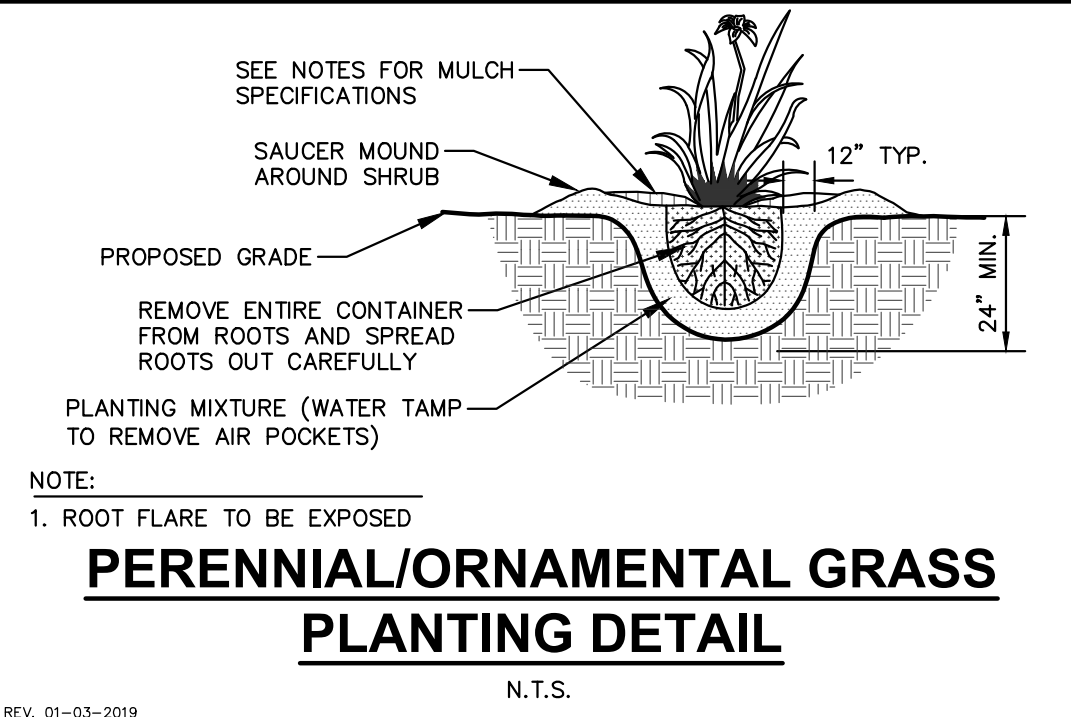 SEE NOTES FOR MULCH
SPECIFICATIONS
SAUCER MOUND
AROUND SHRUB
12" TYP.
PROPOSED GRADE
24" MIN.
REMOVE ENTIRE CONTAINER
FROM ROOTS AND SPREAD
ROOTS OUT CAREFULLY
PLANTING MIXTURE (WATER TAMP
TO REMOVE AIR POCKETS)
NOTE:
1. ROOT FLARE TO BE EXPOSED
PERENNIAL/ORNAMENTAL GRASS
PLANTING DETAIL
N.T.S.
REV. 01-03-2019